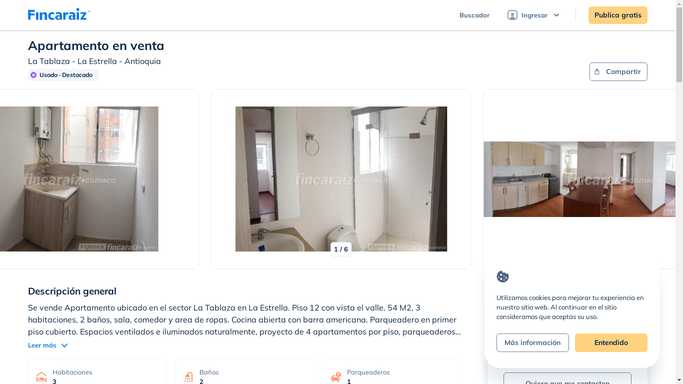 Fincaraiz
Buscador
Ingresar
Publica gratis
Apartamento en venta
La Tablaza - La Estrella - Antioquia
Usado - Destacado
Compartir
fincaraiz
fincaraiz
fincaraiz
1 / 6
Descripción general
Se vende Apartamento ubicado en el sector La Tablaza en La Estrella. Piso 12 con vista el valle, 54 M2, 3
habitaciones, 2 baños, sala, comedor y area de ropas. Cocina abierta con barra americana. Parqueadero en primer
piso cubierto. Espacios ventilados e iluminados naturalmente, proyecto de 4 apartamentos por piso, parqueaderos...
Leer más
Habitaciones
3
Baños
2
Parqueaderos
1
Utilizamos cookies para mejorar tu experiencia en
nuestro sitio web. Al continuar en el sitio
consideramos que aceptas su uso.
Más información
Entendido
Quiero que me contacten